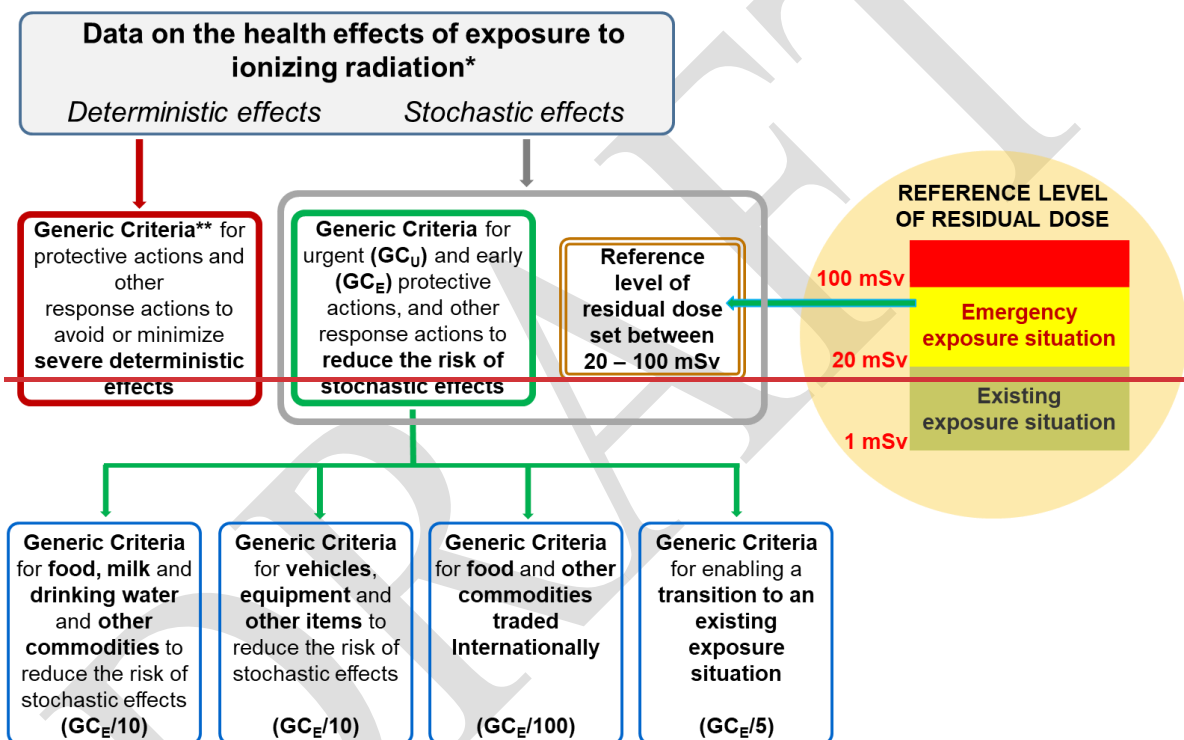 Data on the health effects of exposure to
ionizing radiation*
Deterministic effects
Stochastic effects
Generic Criteria** for
protective actions and
other
response actions to
avoid or minimize
severe deterministic
effects
Generic Criteria for
urgent (GCU) and early
(GCE) protective
actions, and other
response actions to
reduce the risk of
stochastic effects
Reference
level of
residual dose
set between
20 – 100 mSv
REFERENCE LEVEL
OF RESIDUAL DOSE
100 mSv
Emergency
exposure situation
20 mSv
Existing
exposure situation
1 mSv
Generic Criteria
for food, milk and
drinking water
and other
commodities to
reduce the risk of
stochastic effects
(GCE/10)
Generic Criteria
for vehicles,
equipment and
other items to
reduce the risk of
stochastic effects
(GCE/10)
Generic Criteria
for food and other
commodities
traded
Internationally
(GCE/100)
Generic Criteria
for enabling a
transition to an
existing
exposure
situation
(GCE/5)
DRAFT